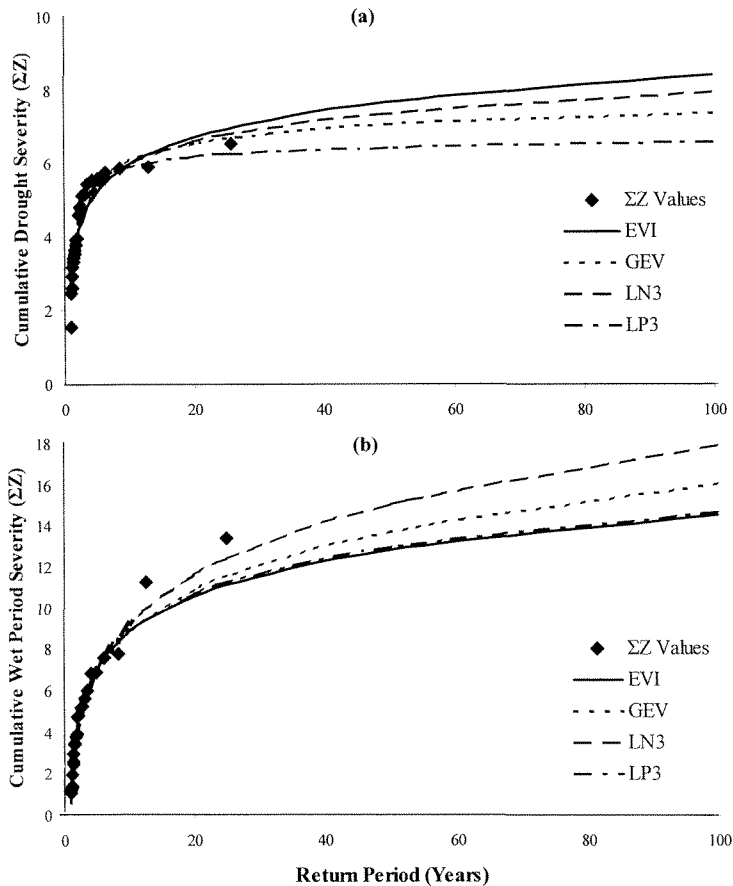 (a)
Cumulative Drought Severity (ΣZ)
10
8
6
4
2
0
0 20 40 60 80 100
ΣZ Values
EVI
GEV
LN3
LP3
(b)
Cumulative Wet Period Severity (ΣZ)
18
16
14
12
10
8
6
4
2
0
0 20 40 60 80 100
ΣZ Values
EVI
GEV
LN3
LP3
Return Period (Years)